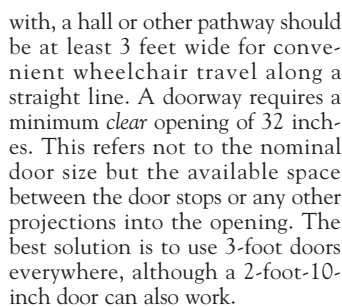 with, a hall or other pathway should
be at least 3 feet wide for conve-
nient wheelchair travel along a
straight line. A doorway requires a
minimum clear opening of 32 inch-
es. This refers not to the nominal
door size but the available space
between the door stops or any other
projections into the opening. The
best solution is to use 3-foot doors
everywhere, although a 2-foot-10-
inch door can also work.